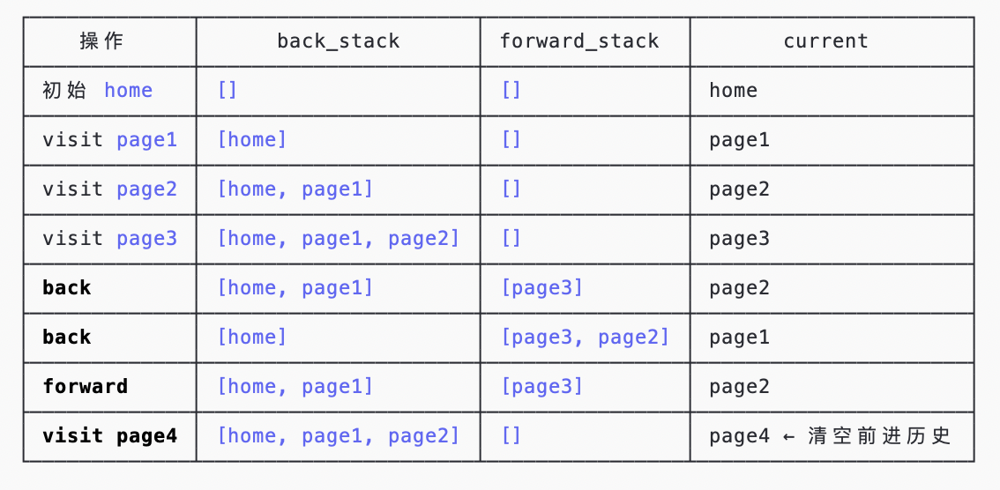 操作 back_stack forward_stack current
初始 home [] [] home
visit page1 [home] [] page1
visit page2 [home, page1] [] page2
visit page3 [home, page1, page2] [] page3
back [home, page1] [page3] page2
back [home] [page3, page2] page1
forward [home, page1] [page3] page2
visit page4 [home, page1, page2] [] page4 ← 清空前进历史